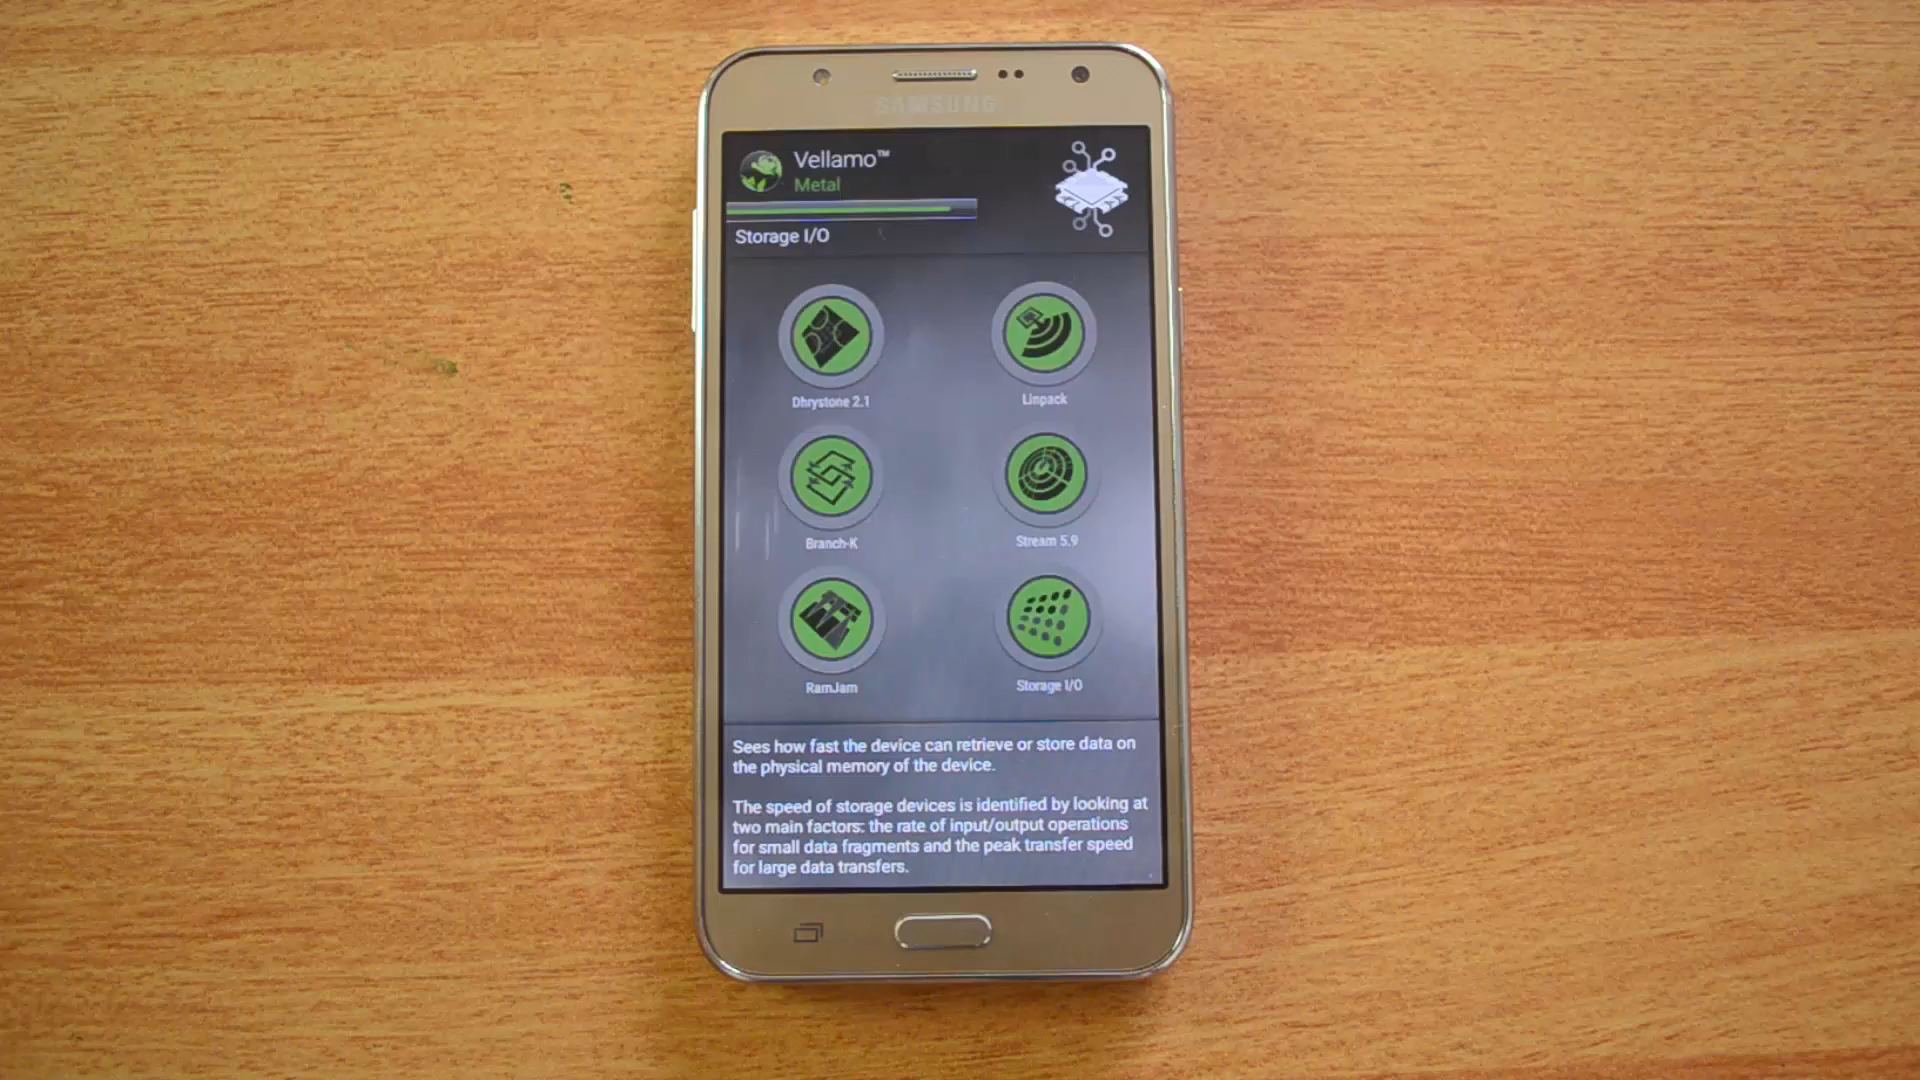 SAMSUNG
Vellamo™
Metal
Storage I/O
Dhrystone 2.1
Linpack
Branch-K
Stream 5.9
RamJam
Storage I/O
Sees how fast the device can retrieve or store data on
the physical memory of the device.
The speed of storage devices is identified by looking at
two main factors: the rate of input/output operations
for small data fragments and the peak transfer speed
for large data transfers.